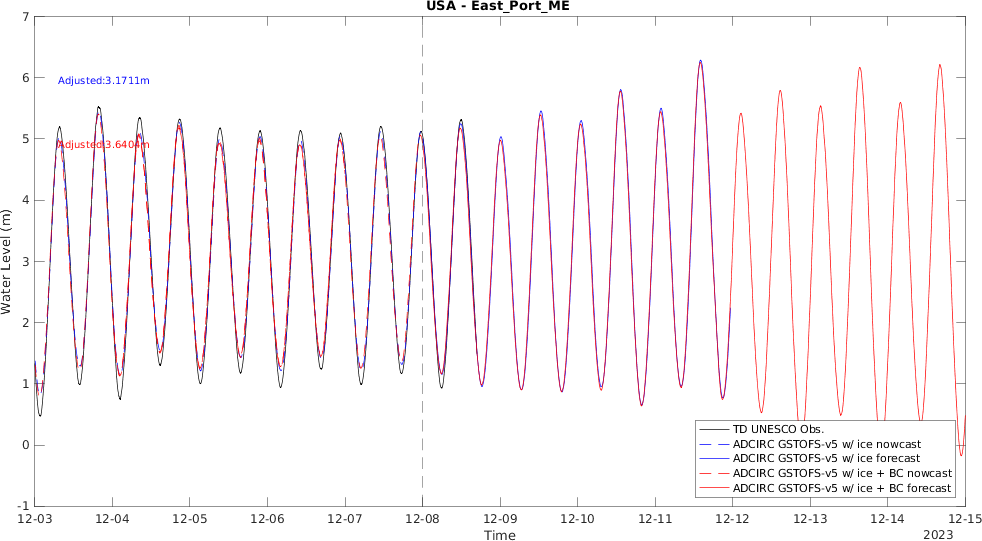 USA - East_Port_ME
7
6
5
4
3
2
1
0
-1
Water Level (m)
Adjusted:3.1711m
Adjusted:3.6404m
TD UNESCO Obs.
ADCIRC GSTOFS-v5 w/ ice nowcast
ADCIRC GSTOFS-v5 w/ ice forecast
ADCIRC GSTOFS-v5 w/ ice + BC nowcast
ADCIRC GSTOFS-v5 w/ ice + BC forecast
12-03 12-04 12-05 12-06 12-07 12-08 12-09 12-10 12-11 12-12 12-13 12-14 12-15
Time
2023